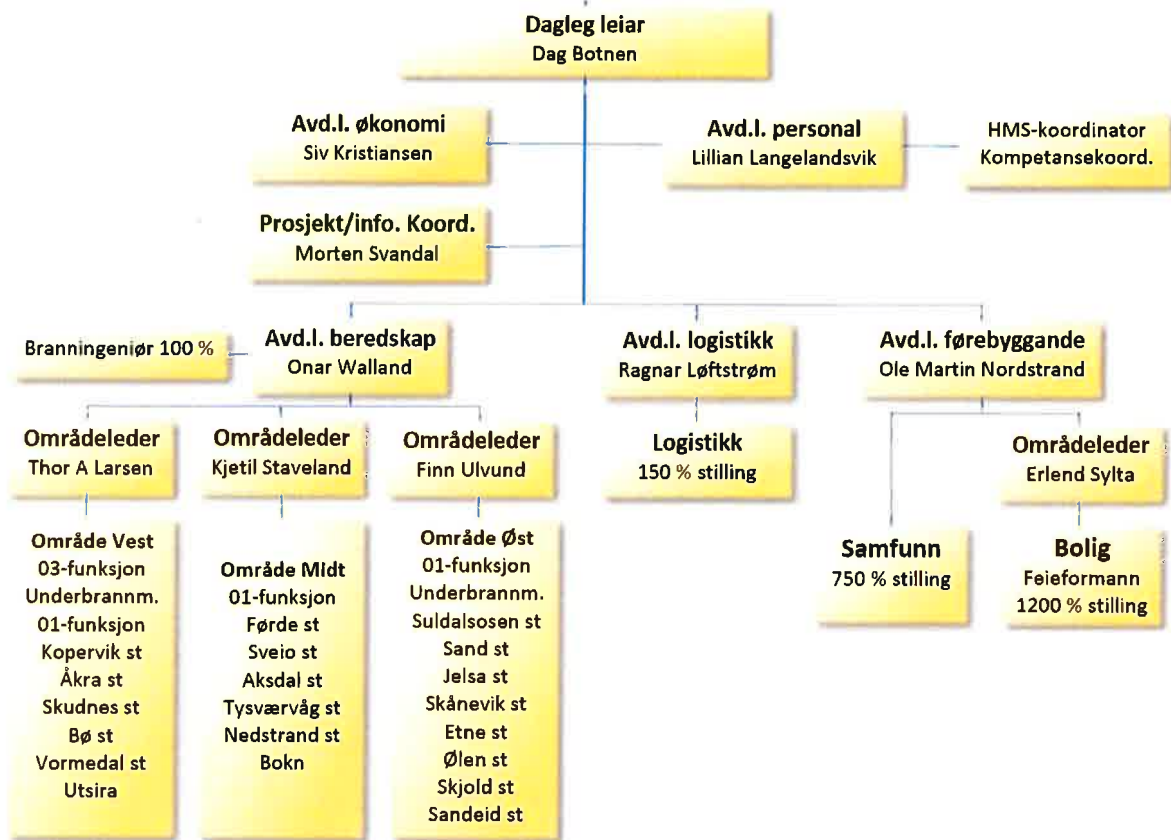 Dagleg leiar
Dag Botnen
Avd.l. økonomi
Siv Kristiansen
Avd.l. personal
Lillian Langelandsvik
HMS-koordinator
Kompetansekoord.
Prosjekt/info. Koord.
Morten Svandal
Branningeniør 100 %
Avd.l. beredskap
Onar Walland
Avd.l. logistikk
Ragnar Løftstrøm
Avd.l. førebyggande
Ole Martin Nordstrand
Områdeleder
Thor A Larsen
Områdeleder
Kjetil Staveland
Områdeleder
Finn Ulvund
Logistikk
150 % stilling
Områdeleder
Erlend Sylta
Område Vest
03-funksjon
Underbrannm.
01-funksjon
Kopervik st
Åkra st
Skudnes st
Bø st
Vormedal st
Utsira
Område Midt
01-funksjon
Førde st
Sveio st
Aksdal st
Tysværvåg st
Nedstrand st
Bokn
Område Øst
01-funksjon
Underbrannm.
Suldalsosen st
Sand st
Jelsa st
Skånevik st
Etne st
Ølen st
Skjold st
Sandeid st
Samfunn
750 % stilling
Bolig
Feieformann
1200 % stilling